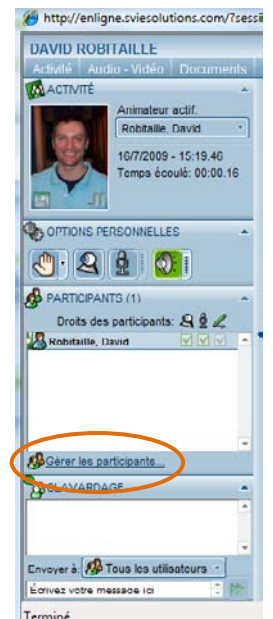 http://enligne.sviesolutions.com/?sessi
DAVID ROBITAILLE
Activité Audio - Vidéo Documents
ACTIVITÉ
Animateur actif.
Robitaille, David
16/7/2009 - 15:19.46
Temps écoulé: 00:00.16
OPTIONS PERSONNELLES
PARTICIPANTS (1)
Droits des participants:
Robitaille, David
Gérer les participants...
CLAVARDAGE
Envoyer à: Tous les utilisateurs
Écrivez votre message ici
Terminé